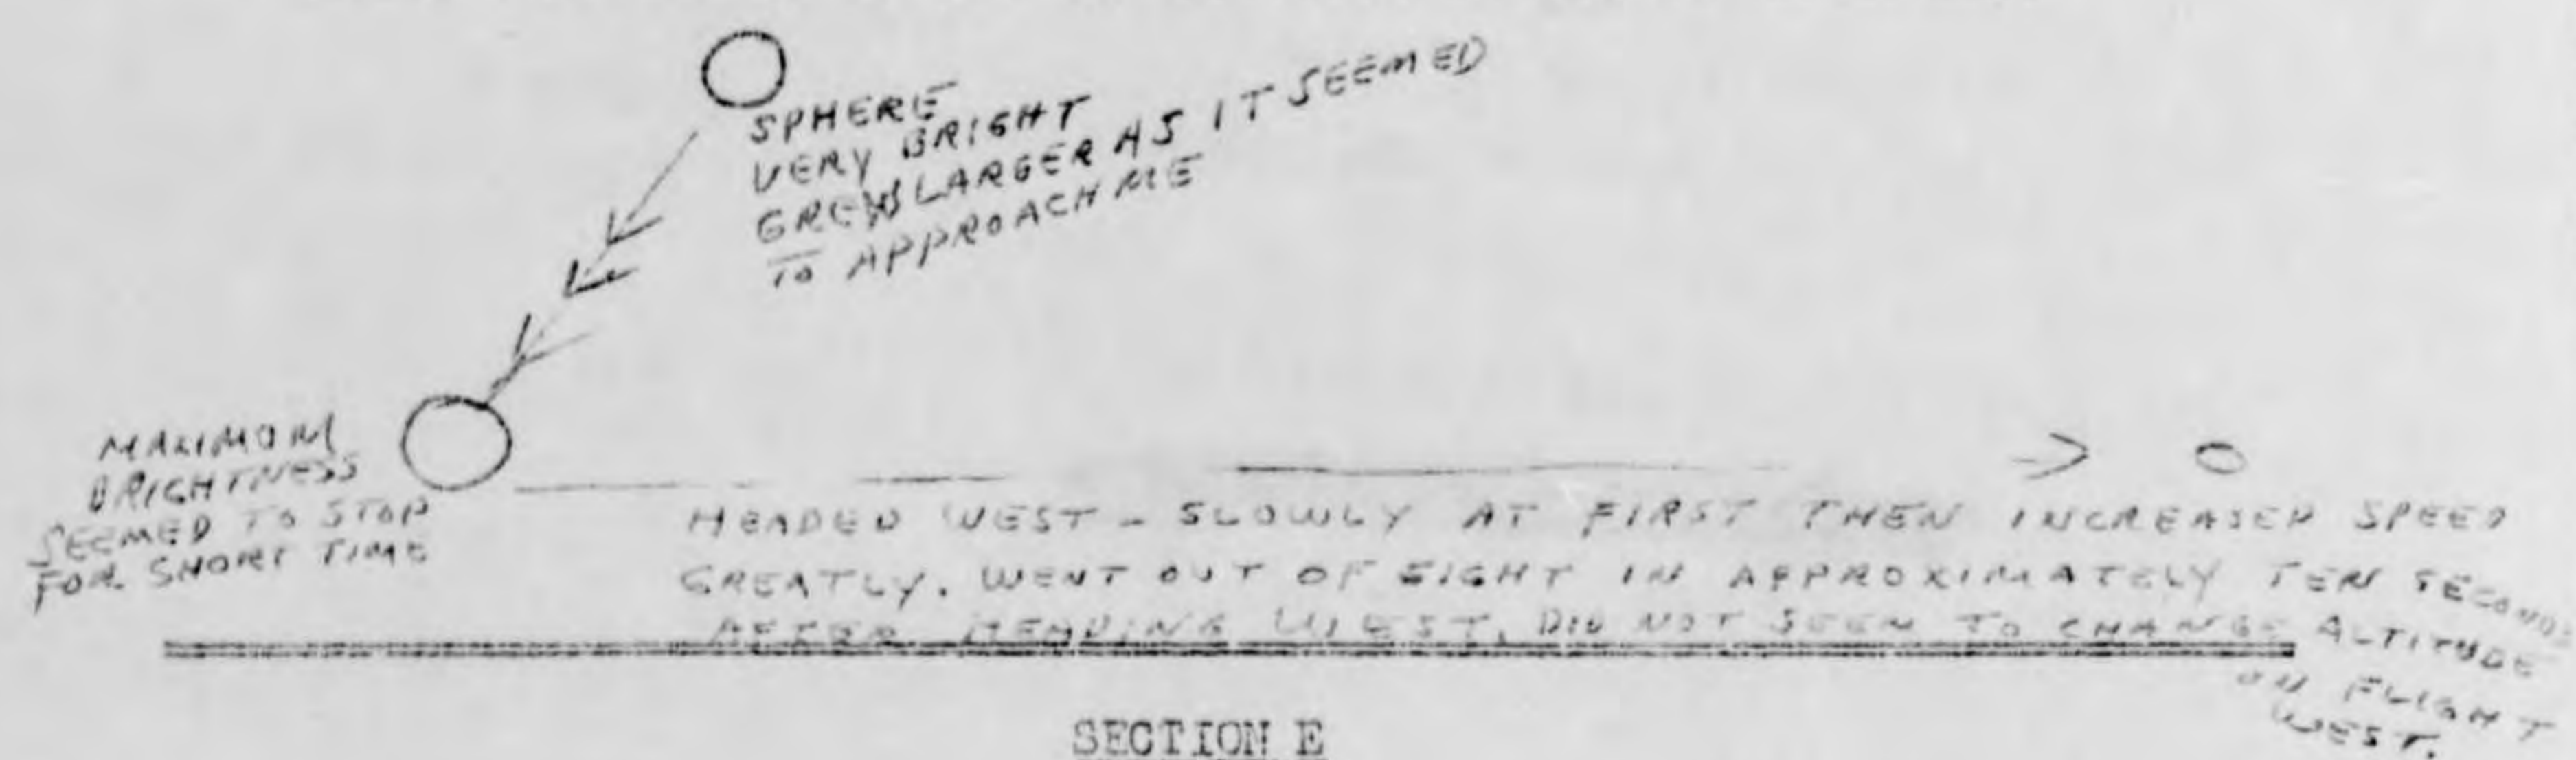 SPHERE
VERY BRIGHT
GREW LARGER AS IT SEEMED
TO APPROACH ME
MAXIMUM
BRIGHTNESS
SEEMED TO STOP
FOR SHORT TIME
HEADED WEST - SLOWLY AT FIRST THEN INCREASED SPEED
GREATLY. WENT OUT OF SIGHT IN APPROXIMATELY TEN SECONDS
AFTER HEADING WEST. DID NOT SEEM TO CHANGE ALTITUDE
ON FLIGHT
WEST.
SECTION E